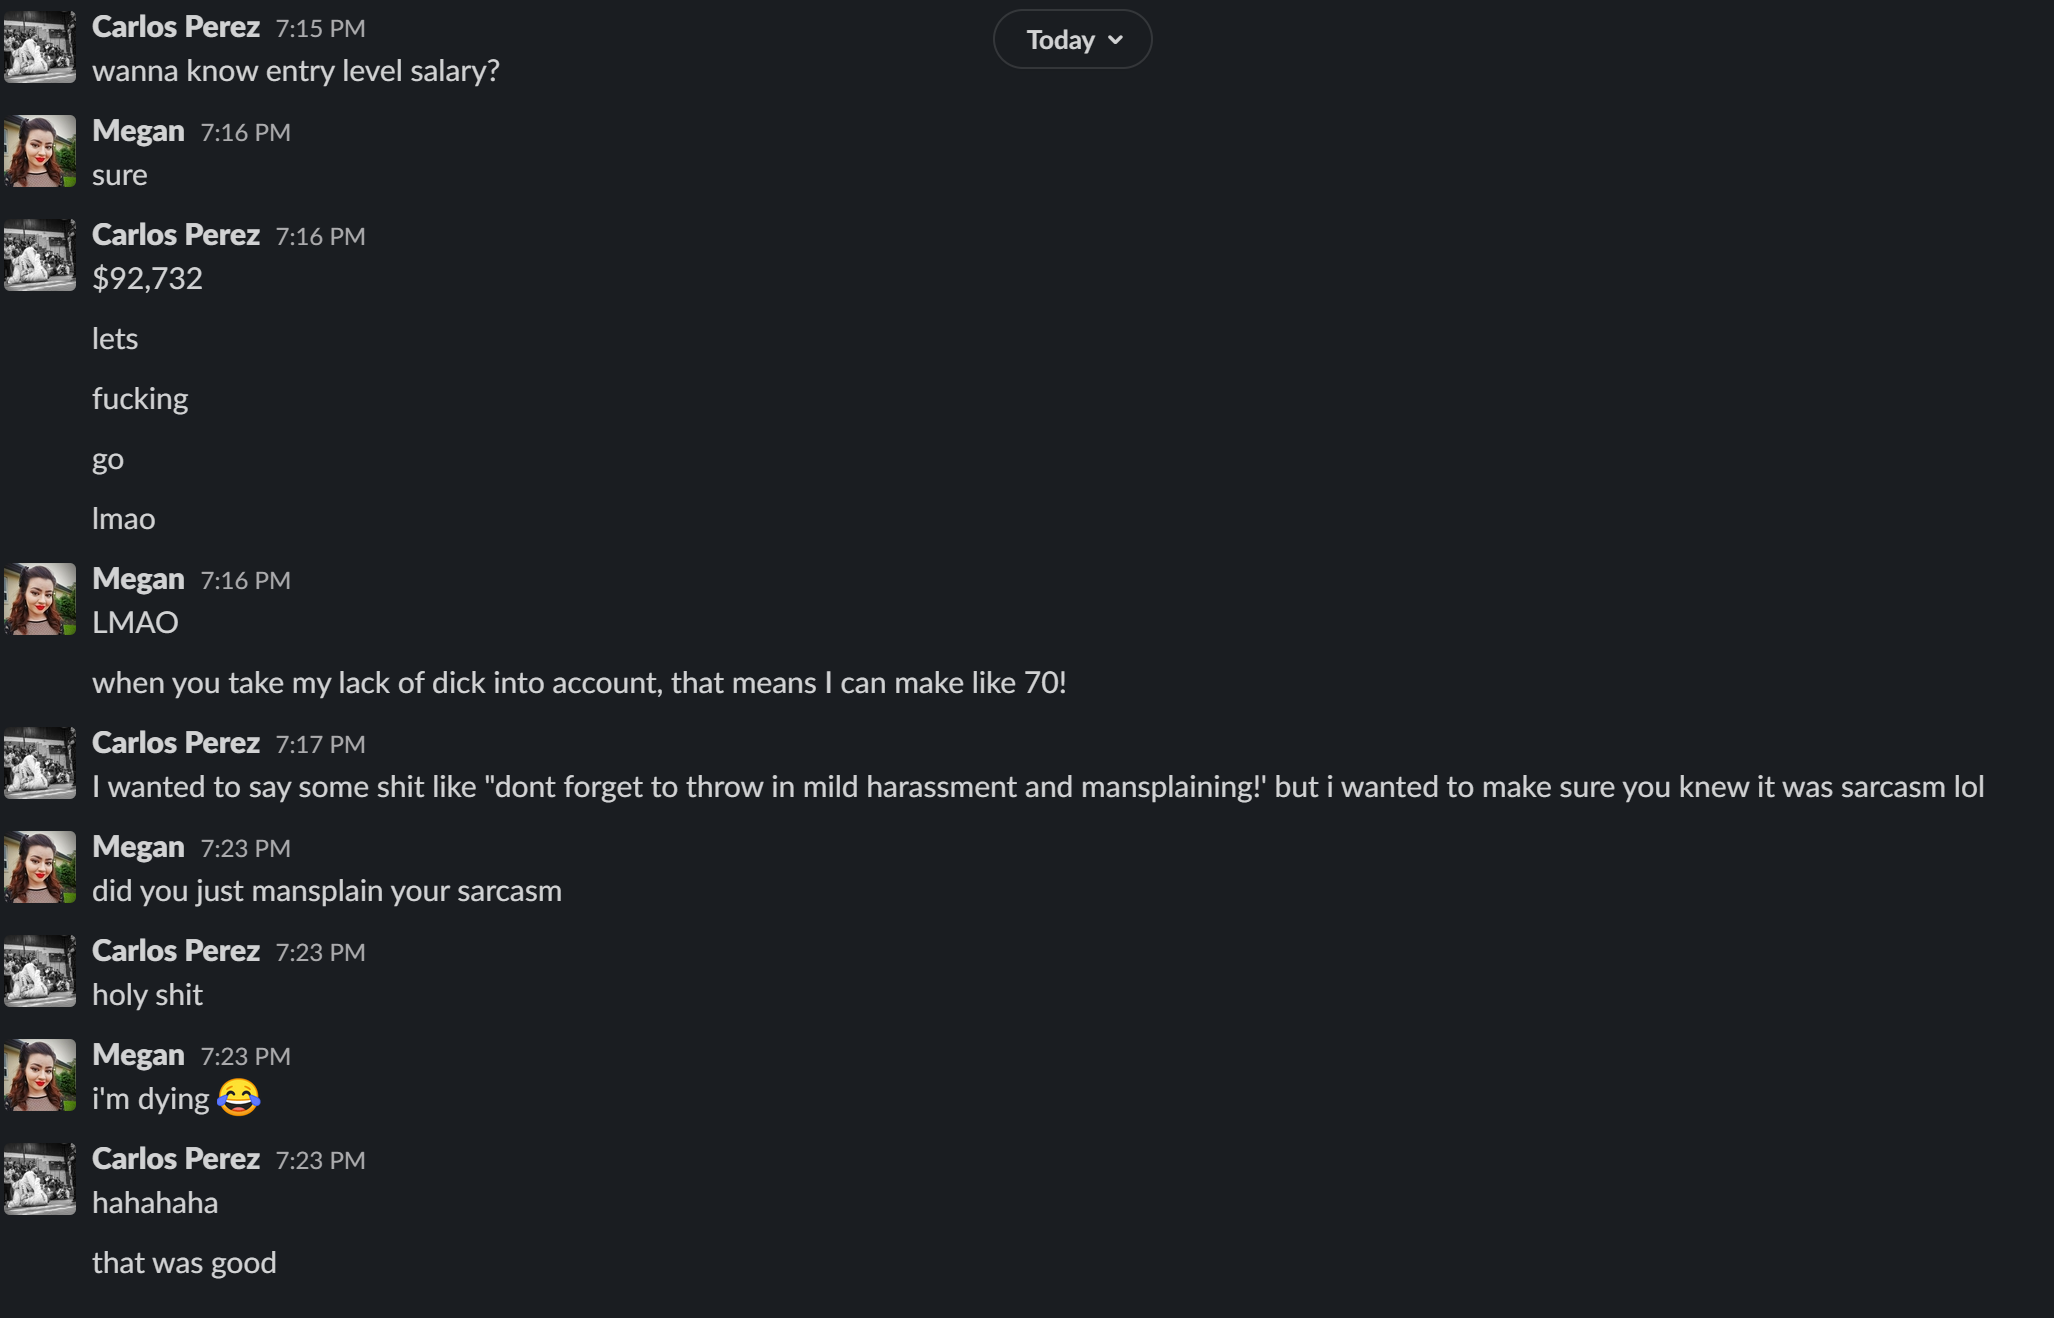 Carlos Perez 7:15 PM
Today
wanna know entry level salary?
Megan 7:16 PM
sure
Carlos Perez 7:16 PM
$92,732
lets
fucking
go
lmao
Megan 7:16 PM
LMAO
when you take my lack of dick into account, that means I can make like 70!
Carlos Perez 7:17 PM
I wanted to say some shit like "dont forget to throw in mild harassment and mansplaining!' but i wanted to make sure you knew it was sarcasm lol
Megan 7:23 PM
did you just mansplain your sarcasm
Carlos Perez 7:23 PM
holy shit
Megan 7:23 PM
i'm dying 😂
Carlos Perez 7:23 PM
hahahaha
that was good